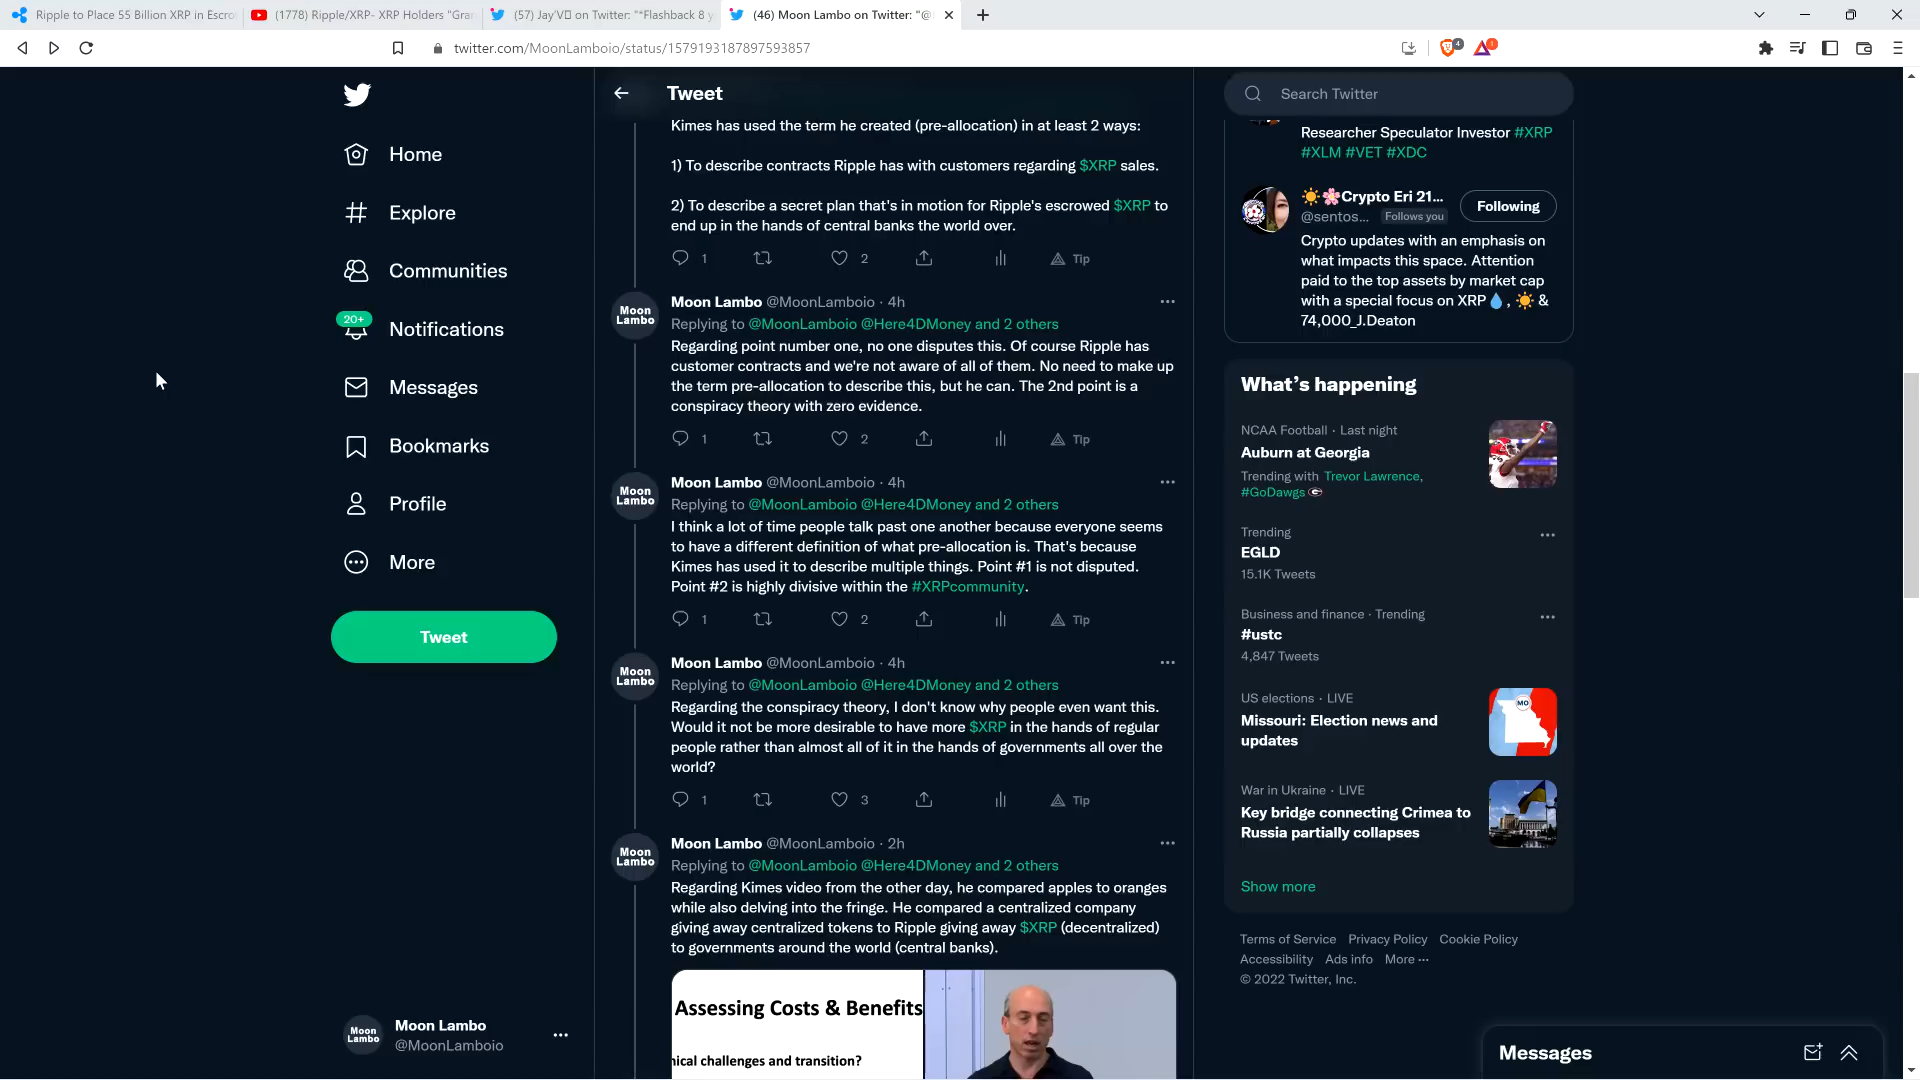 Ripple to Place 55 Billion XRP in Escro
(1778) Ripple/XRP- XRP Holders "Gran
(57) Jay'V on Twitter: "*Flashback 8 y
(46) Moon Lambo on Twitter: "@
twitter.com/MoonLamboio/status/1579193187897593857
4
1
Home
Explore
Communities
20+
Notifications
Messages
Bookmarks
Profile
More
Tweet
Moon Lambo
Moon Lambo
@MoonLamboio
Tweet
Kimes has used the term he created (pre-allocation) in at least 2 ways:
1) To describe contracts Ripple has with customers regarding $XRP sales.
2) To describe a secret plan that's in motion for Ripple's escrowed $XRP to
end up in the hands of central banks the world over.
1 2 Tip
Moon Lambo
Moon Lambo @MoonLamboio · 4h
Replying to @MoonLamboio @Here4DMoney and 2 others
Regarding point number one, no one disputes this. Of course Ripple has
customer contracts and we're not aware of all of them. No need to make up
the term pre-allocation to describe this, but he can. The 2nd point is a
conspiracy theory with zero evidence.
1 2 Tip
Moon Lambo
Moon Lambo @MoonLamboio · 4h
Replying to @MoonLamboio @Here4DMoney and 2 others
I think a lot of time people talk past one another because everyone seems
to have a different definition of what pre-allocation is. That's because
Kimes has used it to describe multiple things. Point #1 is not disputed.
Point #2 is highly divisive within the #XRPcommunity.
1 2 Tip
Moon Lambo
Moon Lambo @MoonLamboio · 4h
Replying to @MoonLamboio @Here4DMoney and 2 others
Regarding the conspiracy theory, I don't know why people even want this.
Would it not be more desirable to have more $XRP in the hands of regular
people rather than almost all of it in the hands of governments all over the
world?
1 3 Tip
Moon Lambo
Moon Lambo @MoonLamboio · 2h
Replying to @MoonLamboio @Here4DMoney and 2 others
Regarding Kimes video from the other day, he compared apples to oranges
while also delving into the fringe. He compared a centralized company
giving away centralized tokens to Ripple giving away $XRP (decentralized)
to governments around the world (central banks).
Assessing Costs & Benefits
nical challenges and transition?
Search Twitter
Researcher Speculator Investor #XRP
#XLM #VET #XDC
☀️🌸Crypto Eri 21...
@sentos... Follows you
Following
Crypto updates with an emphasis on
what impacts this space. Attention
paid to the top assets by market cap
with a special focus on XRP💧, ☀️ &
74,000_J.Deaton
What's happening
NCAA Football · Last night
Auburn at Georgia
Trending with Trevor Lawrence,
#GoDawgs
Trending
EGLD
15.1K Tweets
Business and finance · Trending
#ustc
4,847 Tweets
US elections · LIVE
Missouri: Election news and
updates
MO
War in Ukraine · LIVE
Key bridge connecting Crimea to
Russia partially collapses
Show more
Terms of Service Privacy Policy Cookie Policy
Accessibility Ads info More ···
© 2022 Twitter, Inc.
Messages